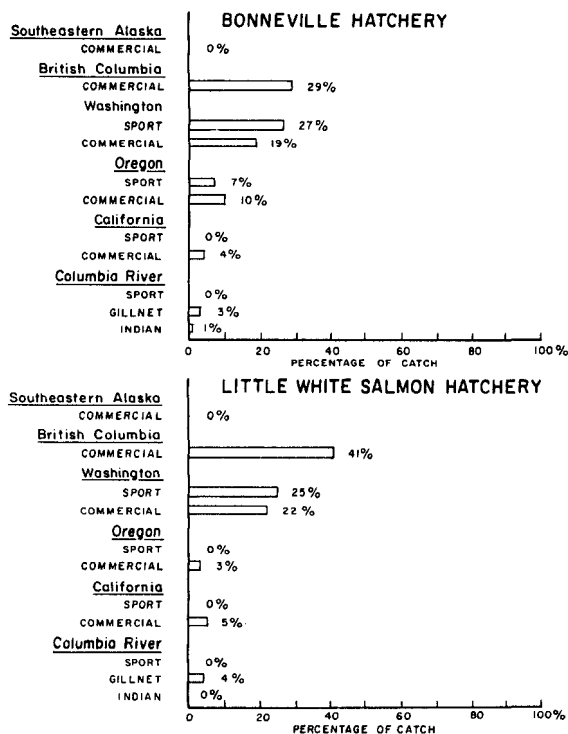 BONNEVILLE HATCHERY
Southeastern Alaska
COMMERCIAL 0%
British Columbia
COMMERCIAL 29%
Washington
SPORT 27%
COMMERCIAL 19%
Oregon
SPORT 7%
COMMERCIAL 10%
California
SPORT 0%
COMMERCIAL 4%
Columbia River
SPORT 0%
GILLNET 3%
INDIAN 1%
0 20 40 60 80 100%
PERCENTAGE OF CATCH
LITTLE WHITE SALMON HATCHERY
Southeastern Alaska
COMMERCIAL 0%
British Columbia
COMMERCIAL 41%
Washington
SPORT 25%
COMMERCIAL 22%
Oregon
SPORT 0%
COMMERCIAL 3%
California
SPORT 0%
COMMERCIAL 5%
Columbia River
SPORT 0%
GILLNET 4%
INDIAN 0%
0 20 40 60 80 100%
PERCENTAGE OF CATCH